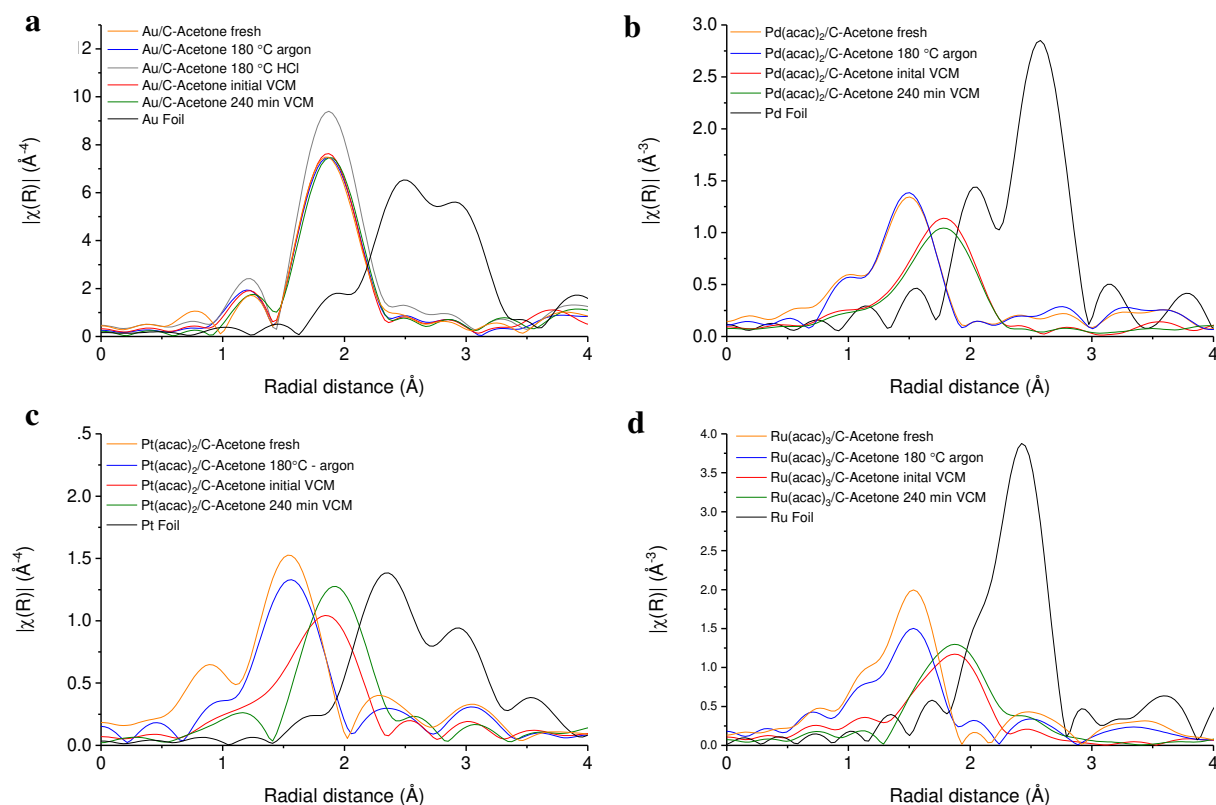 a
Au/C-Acetone fresh
Au/C-Acetone 180 °C argon
Au/C-Acetone 180 °C HCl
Au/C-Acetone initial VCM
Au/C-Acetone 240 min VCM
Au Foil
|χ(R)| (Å⁻⁴)
2
10
8
6
4
2
0
0 1 2 3 4
Radial distance (Å)
b
Pd(acac)₂/C-Acetone fresh
Pd(acac)₂/C-Acetone 180 °C argon
Pd(acac)₂/C-Acetone inital VCM
Pd(acac)₂/C-Acetone 240 min VCM
Pd Foil
|χ(R)| (Å⁻³)
3.0
2.5
2.0
1.5
1.0
0.5
0.0
0 1 2 3 4
Radial distance (Å)
c
Pt(acac)₂/C-Acetone fresh
Pt(acac)₂/C-Acetone 180°C - argon
Pt(acac)₂/C-Acetone initial VCM
Pt(acac)₂/C-Acetone 240 min VCM
Pt Foil
|χ(R)| (Å⁻⁴)
.5
2.0
1.5
1.0
0.5
0.0
0 1 2 3 4
Radial distance (Å)
d
Ru(acac)₃/C-Acetone fresh
Ru(acac)₃/C-Acetone 180 °C argon
Ru(acac)₃/C-Acetone inital VCM
Ru(acac)₃/C-Acetone 240 min VCM
Ru Foil
|χ(R)| (Å⁻³)
4.0
3.5
3.0
2.5
2.0
1.5
1.0
0.5
0.0
0 1 2 3 4
Radial distance (Å)